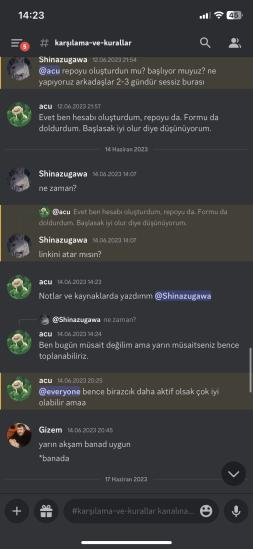 14:23
45
5
# karşılama-ve-kurallar
Shinazugawa 12.06.2023 21:54
@acu repoyu oluşturdun mu? başlıyor muyuz? ne
yapıyoruz arkadaşlar 2-3 gündür sessiz burası
acu 12.06.2023 21:57
Evet ben hesabı oluşturdum, repoyu da. Formu da
doldurdum. Başlasak iyi olur diye düşünüyorum.
14 Haziran 2023
Shinazugawa 14.06.2023 14:07
ne zaman?
@acu Evet ben hesabı oluşturdum, repoyu da. Formu da
doldurdum. Başlasak iyi olur diye düşünüyorum.
Shinazugawa 14.06.2023 14:07
linkini atar mısın?
acu 14.06.2023 14:23
Notlar ve kaynaklarda yazdımm @Shinazugawa
@Shinazugawa ne zaman?
acu 14.06.2023 14:24
Ben bugün müsait değilim ama yarın müsaitseniz bence
toplanabiliriz.
acu 14.06.2023 20:25
@everyone bence birazcık daha aktif olsak çok iyi
olabilir amaa
Gizem 14.06.2023 20:45
yarın akşam banad uygun
*banada
17 Haziran 2023
#karşılama-ve-kurallar kanalına...